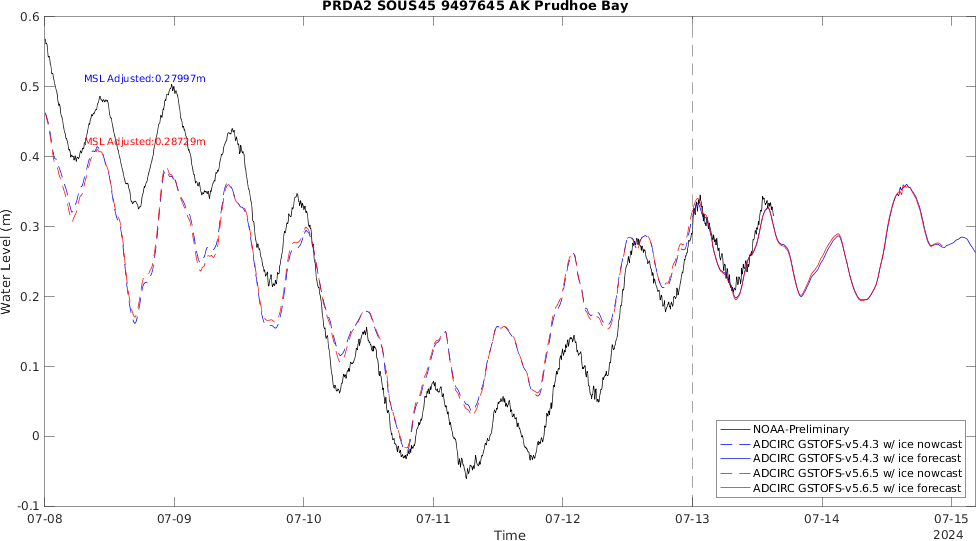 PRDA2 SOUS45 9497645 AK Prudhoe Bay
0.6
0.5
0.4
0.3
0.2
0.1
0
-0.1
Water Level (m)
MSL Adjusted:0.27997m
MSL Adjusted:0.28729m
NOAA-Preliminary
ADCIRC GSTOFS-v5.4.3 w/ ice nowcast
ADCIRC GSTOFS-v5.4.3 w/ ice forecast
ADCIRC GSTOFS-v5.6.5 w/ ice nowcast
ADCIRC GSTOFS-v5.6.5 w/ ice forecast
07-08 07-09 07-10 07-11 07-12 07-13 07-14 07-15
Time
2024